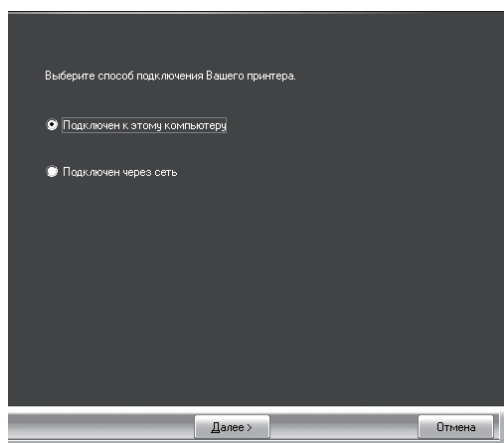 Выберите способ подключения Вашего принтера.
Подключен к этому компьютеру
Подключен через сеть
Далее >
Отмена